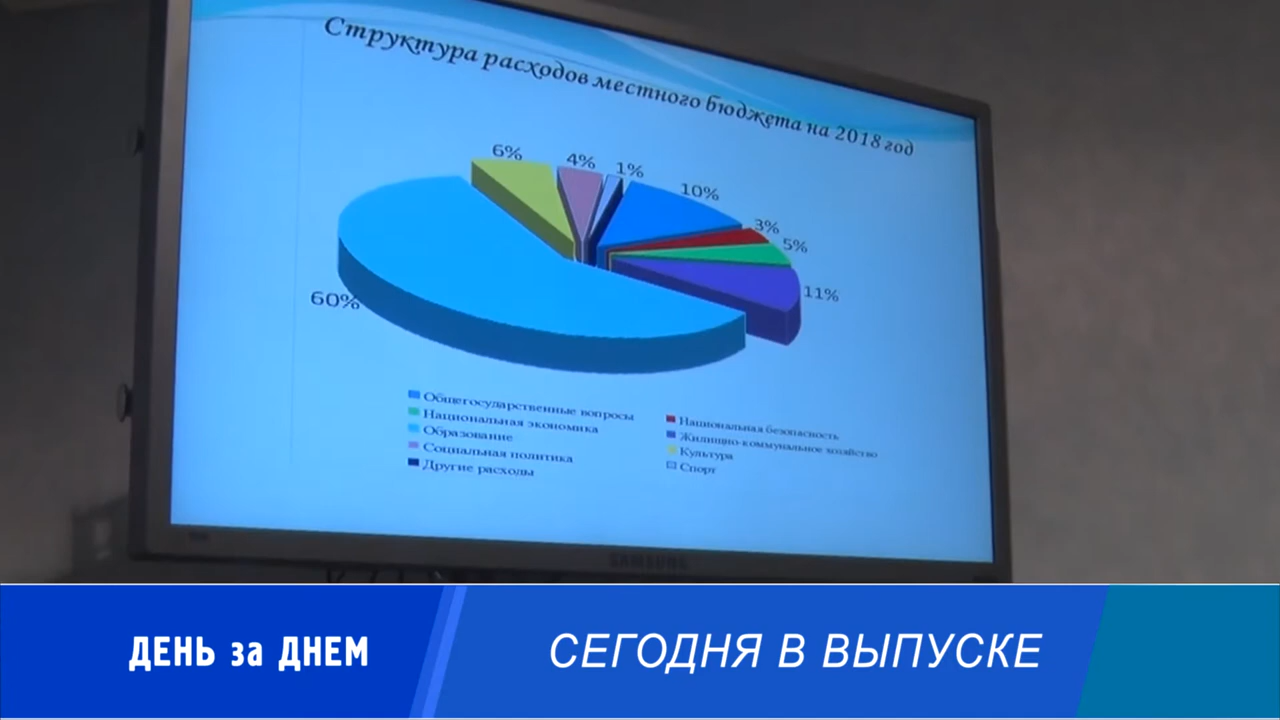 Структура расходов местного бюджета на 2018 год
6%
4%
1%
10%
3%
5%
11%
60%
Общегосударственные вопросы
Национальная безопасность
Национальная экономика
Жилищно-коммунальное хозяйство
Образование
Культура
Социальная политика
Спорт
Другие расходы
SAMSUNG
ДЕНЬ за ДНЕМ
СЕГОДНЯ В ВЫПУСКЕ